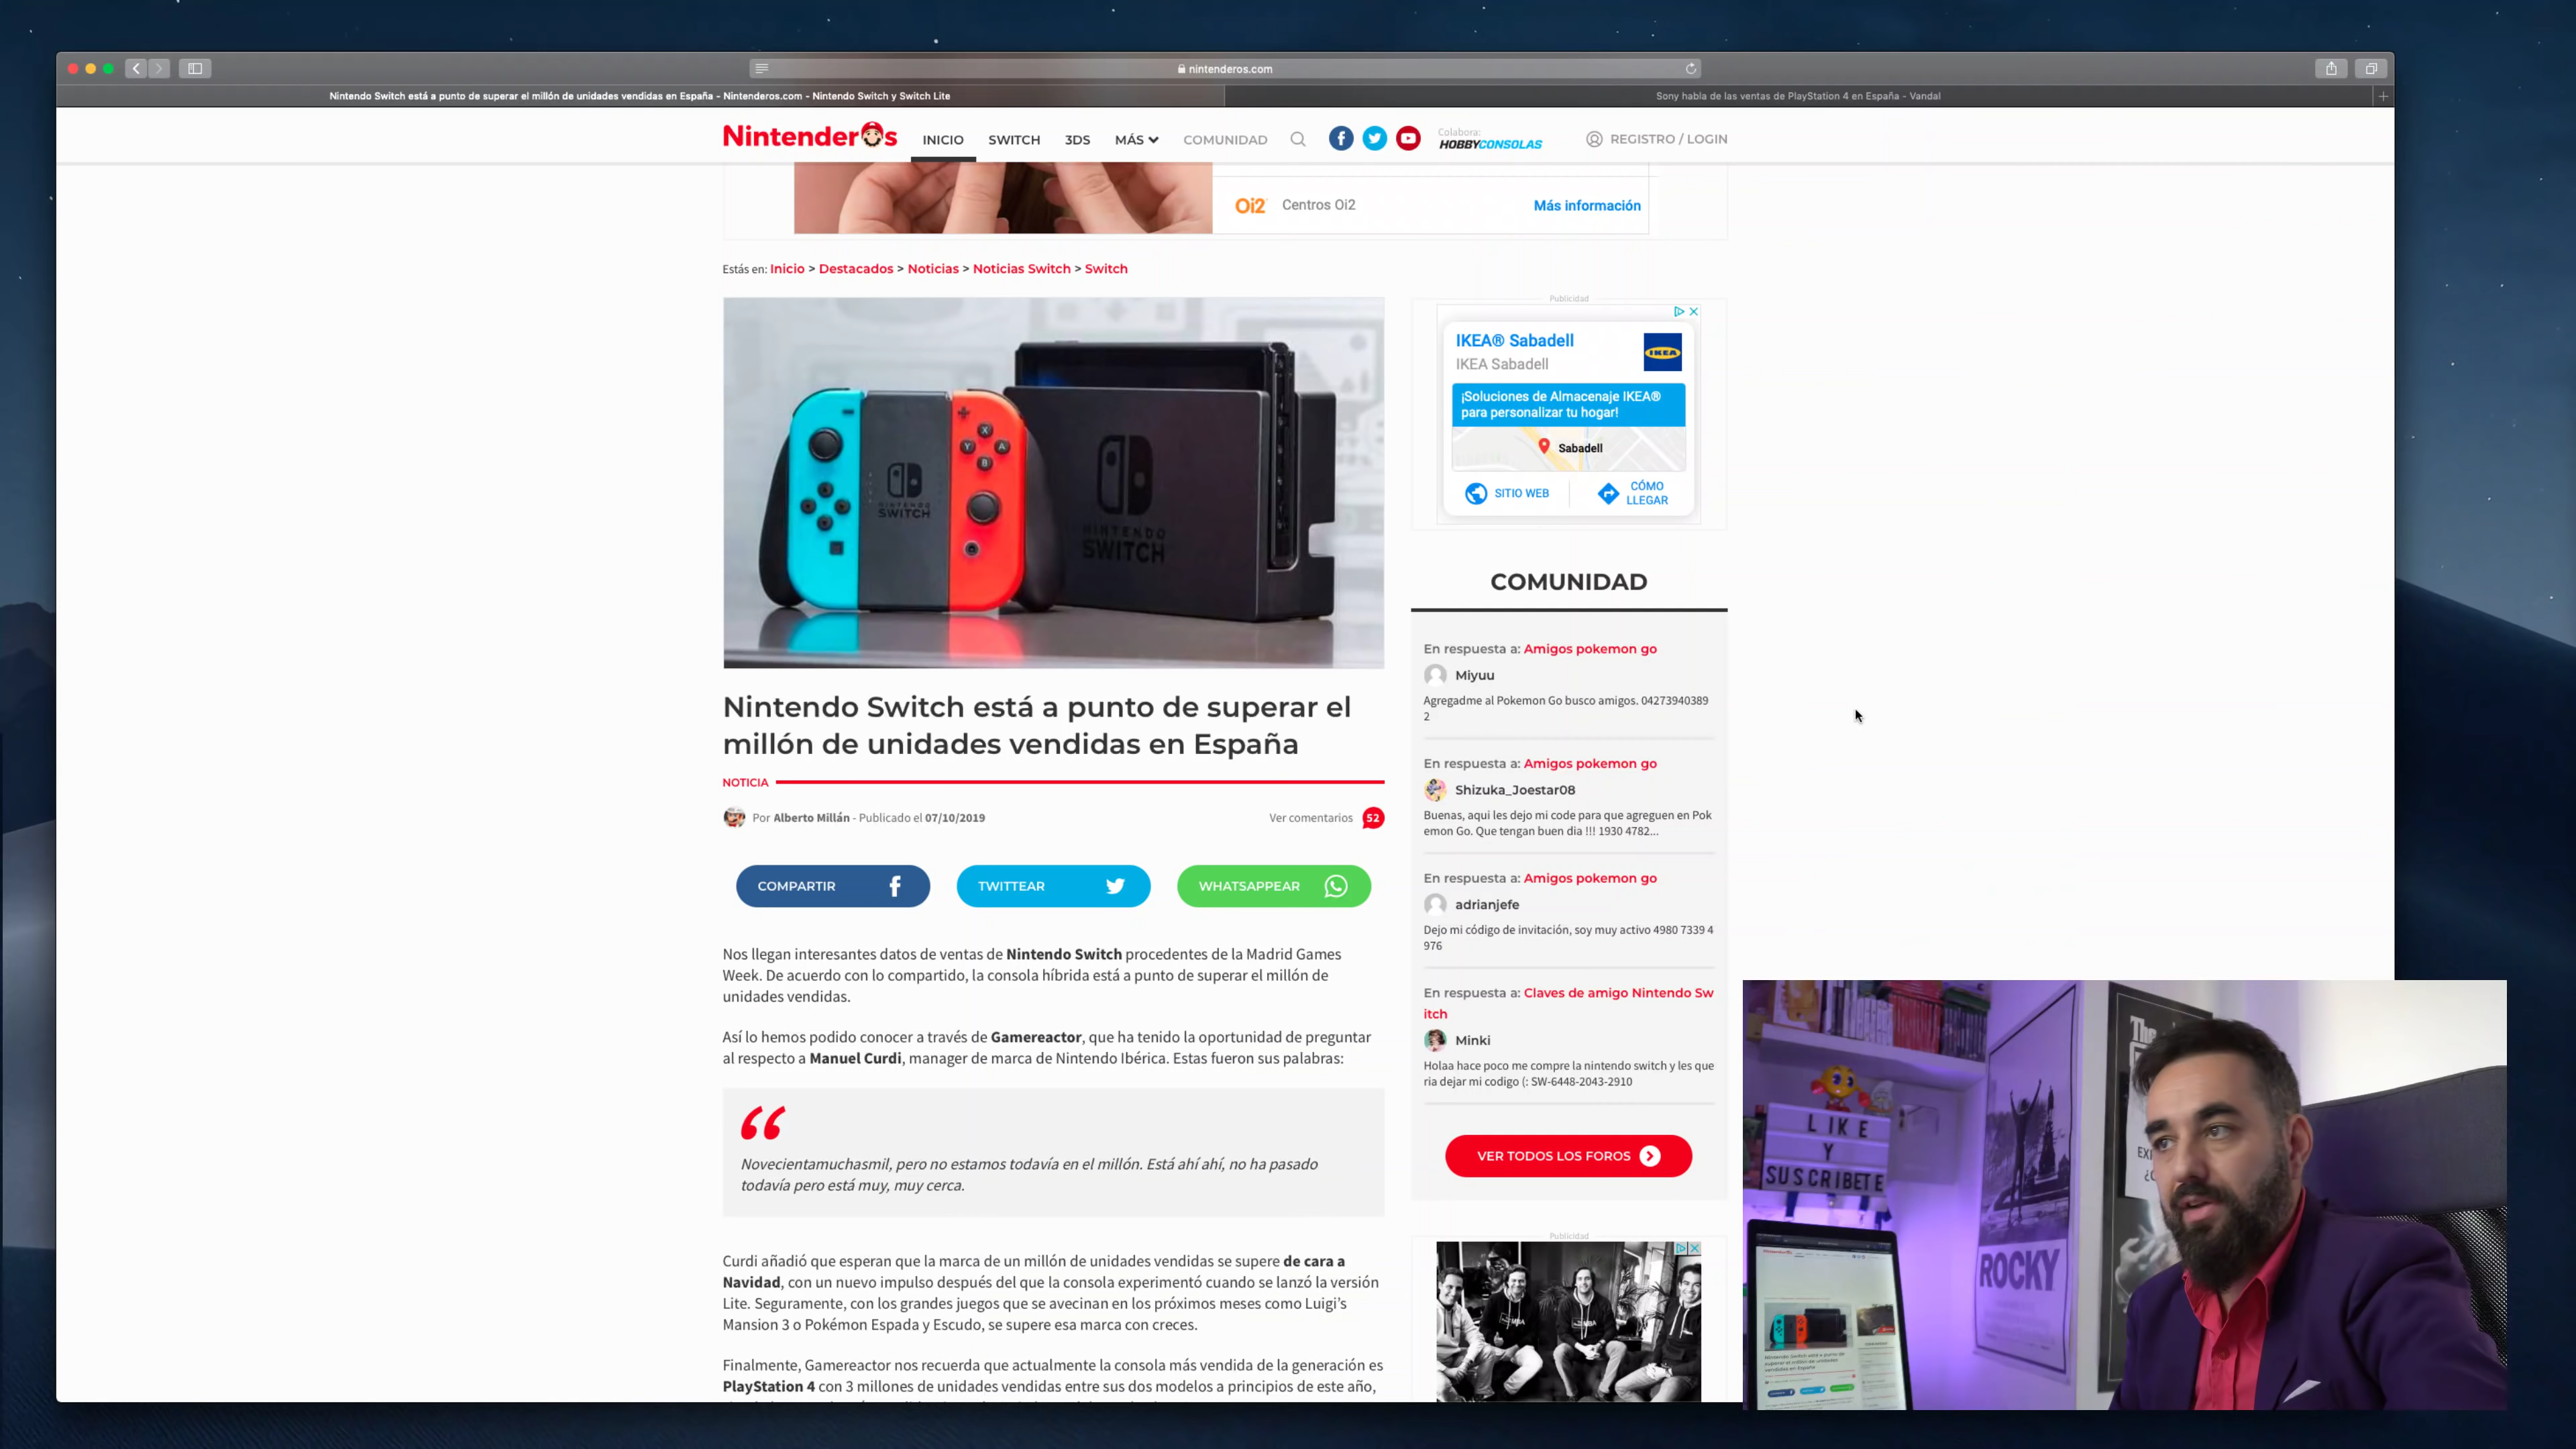 nintenderos.com
Nintendo Switch está a punto de superar el millón de unidades vendidas en España - Nintenderos.com - Nintendo Switch y Switch Lite
Sony habla de las ventas de PlayStation 4 en España - Vandal
Nintenderos
INICIO
SWITCH
3DS
MÁS
COMUNIDAD
Colabora:
HOBBYCONSOLAS
REGISTRO / LOGIN
Oi2
Centros Oi2
Más información
Estás en: Inicio > Destacados > Noticias > Noticias Switch > Switch
X
Y
A
B
NINTENDO
SWITCH
NINTENDO
SWITCH
Nintendo Switch está a punto de superar el
millón de unidades vendidas en España
NOTICIA
Por Alberto Millán - Publicado el 07/10/2019
Ver comentarios
52
COMPARTIR
TWITTEAR
WHATSAPPEAR
Nos llegan interesantes datos de ventas de Nintendo Switch procedentes de la Madrid Games
Week. De acuerdo con lo compartido, la consola híbrida está a punto de superar el millón de
unidades vendidas.
Así lo hemos podido conocer a través de Gamereactor, que ha tenido la oportunidad de preguntar
al respecto a Manuel Curdi, manager de marca de Nintendo Ibérica. Estas fueron sus palabras:
“
Novecientamuchasmil, pero no estamos todavía en el millón. Está ahí ahí, no ha pasado
todavía pero está muy, muy cerca.
Curdi añadió que esperan que la marca de un millón de unidades vendidas se supere de cara a
Navidad, con un nuevo impulso después del que la consola experimentó cuando se lanzó la versión
Lite. Seguramente, con los grandes juegos que se avecinan en los próximos meses como Luigi's
Mansion 3 o Pokémon Espada y Escudo, se supere esa marca con creces.
Finalmente, Gamereactor nos recuerda que actualmente la consola más vendida de la generación es
PlayStation 4 con 3 millones de unidades vendidas entre sus dos modelos a principios de este año,
Publicidad
IKEA® Sabadell
IKEA Sabadell
IKEA
¡Soluciones de Almacenaje IKEA®
para personalizar tu hogar!
Sabadell
SITIO WEB
CÓMO
LLEGAR
COMUNIDAD
En respuesta a: Amigos pokemon go
Miyuu
Agregadme al Pokemon Go busco amigos. 04273940389
2
En respuesta a: Amigos pokemon go
Shizuka_Joestar08
Buenas, aqui les dejo mi code para que agreguen en Pok
emon Go. Que tengan buen dia !!! 1930 4782...
En respuesta a: Amigos pokemon go
adrianjefe
Dejo mi código de invitación, soy muy activo 4980 7339 4
976
En respuesta a: Claves de amigo Nintendo Sw
itch
Minki
Holaa hace poco me compre la nintendo switch y les que
ria dejar mi codigo (: SW-6448-2043-2910
VER TODOS LOS FOROS
Publicidad
LIKE
Y
SUSCRIBETE
ROCKY